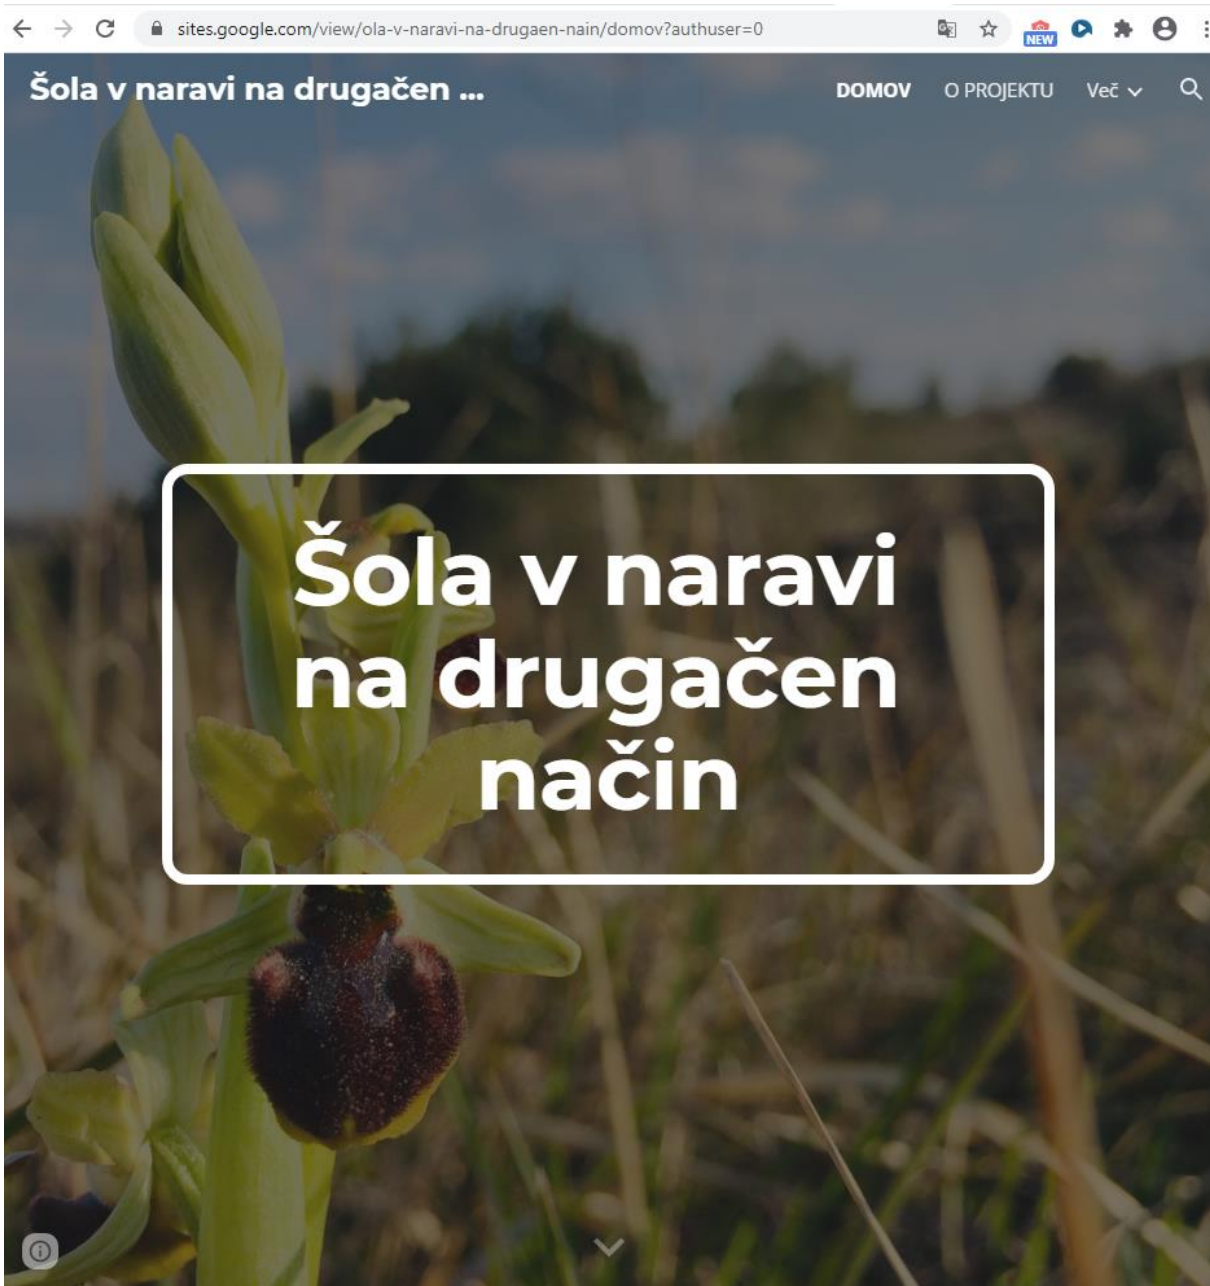 sites.google.com/view/ola-v-naravi-na-drugaen-nain/domov?authuser=0
NEW
Šola v naravi na drugačen ...
DOMOV O PROJEKTU Več
Šola v naravi
na drugačen
način